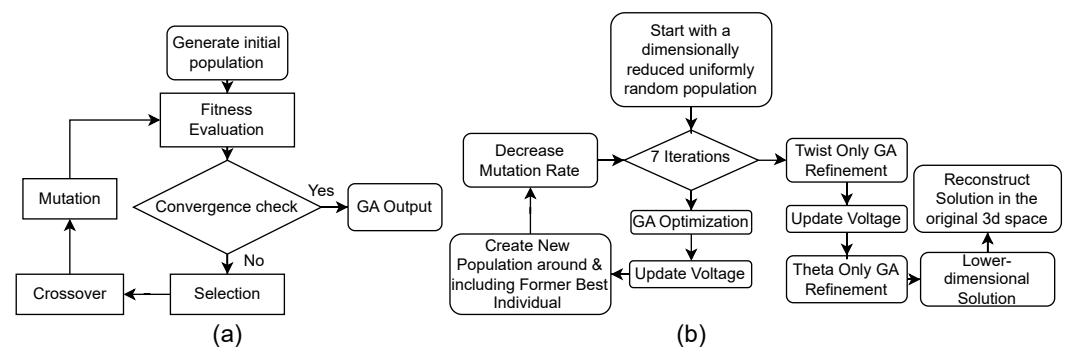 Generate initial
population
Fitness
Evaluation
Convergence check
Yes
GA Output
No
Selection
Crossover
Mutation
(a)
Start with a
dimensionally
reduced uniformly
random population
7 Iterations
Decrease
Mutation Rate
GA Optimization
Update Voltage
Create New
Population around &
including Former Best
Individual
Twist Only GA
Refinement
Update Voltage
Theta Only GA
Refinement
Lower-
dimensional
Solution
Reconstruct
Solution in the
original 3d space
(b)